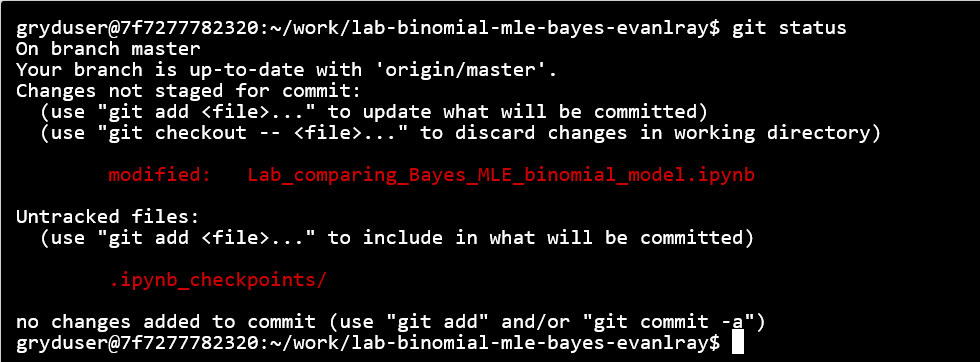 gryduser@7f7277782320:~/work/lab-binomial-mle-bayes-evanlray$ git status
On branch master
Your branch is up-to-date with 'origin/master'.
Changes not staged for commit:
  (use "git add <file>..." to update what will be committed)
  (use "git checkout -- <file>..." to discard changes in working directory)
        modified:   Lab_comparing_Bayes_MLE_binomial_model.ipynb
Untracked files:
  (use "git add <file>..." to include in what will be committed)
        .ipynb_checkpoints/
no changes added to commit (use "git add" and/or "git commit -a")
gryduser@7f7277782320:~/work/lab-binomial-mle-bayes-evanlray$